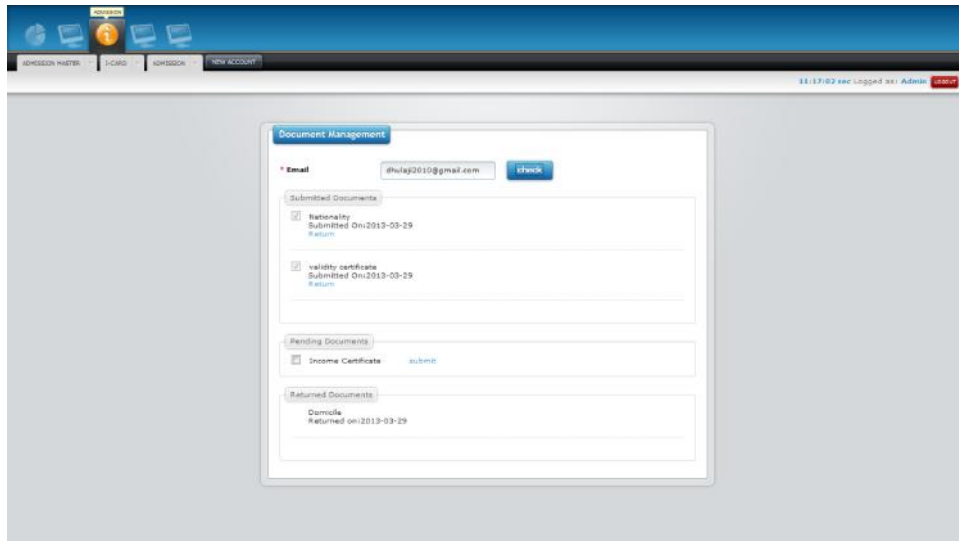 ADMISSION
ADMISSION MASTER I-CARD ADMISSION NEW ACCOUNT
11:17:02 sec Logged as: Admin LOGOUT
Document Management
* Email dhulaji2010@gmail.com check
Submitted Documents
Nationality
Submitted On:2013-03-29
Return
validity certificate
Submitted On:2013-03-29
Return
Pending Documents
Income Certificate submit
Returned Documents
Domicile
Returned on:2013-03-29